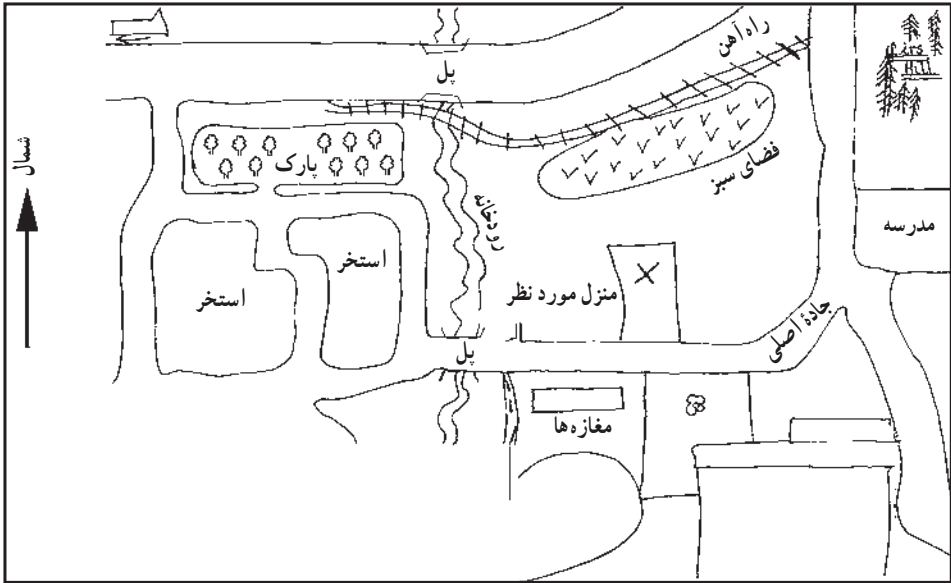 راه‌آهن
پل
شمال
پارک
فضای سبز
مدرسه
رودخانه
استخر
استخر
منزل مورد نظر
جادهٔ اصلی
پل
مغازه‌ها